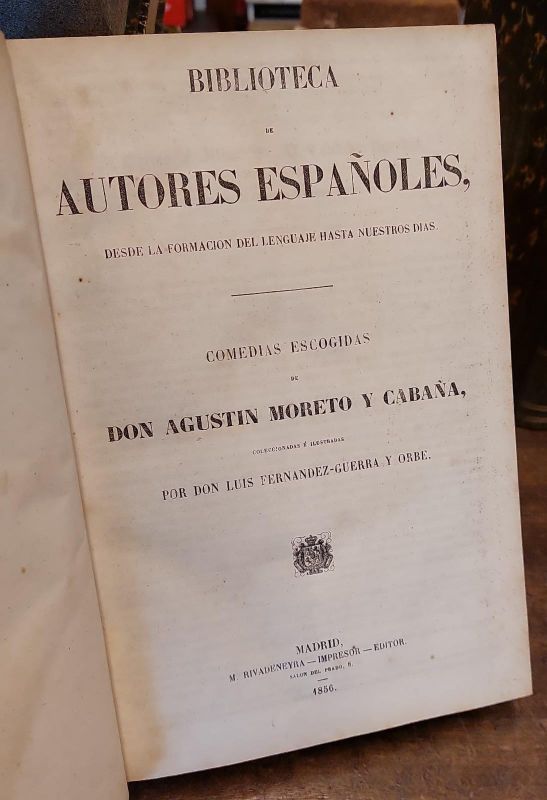 BIBLIOTECA
DE
AUTORES ESPAÑOLES,
DESDE LA FORMACION DEL LENGUAJE HASTA NUESTROS DIAS.
COMEDIAS ESCOGIDAS
DE
DON AGUSTIN MORETO Y CABAÑA,
COLECCIONADAS É ILUSTRADAS
POR DON LUIS FERNANDEZ-GUERRA Y ORBE.
MADRID,
M. RIVADENEYRA — IMPRESOR — EDITOR.
SALON DEL PRADO, 8.
1856.